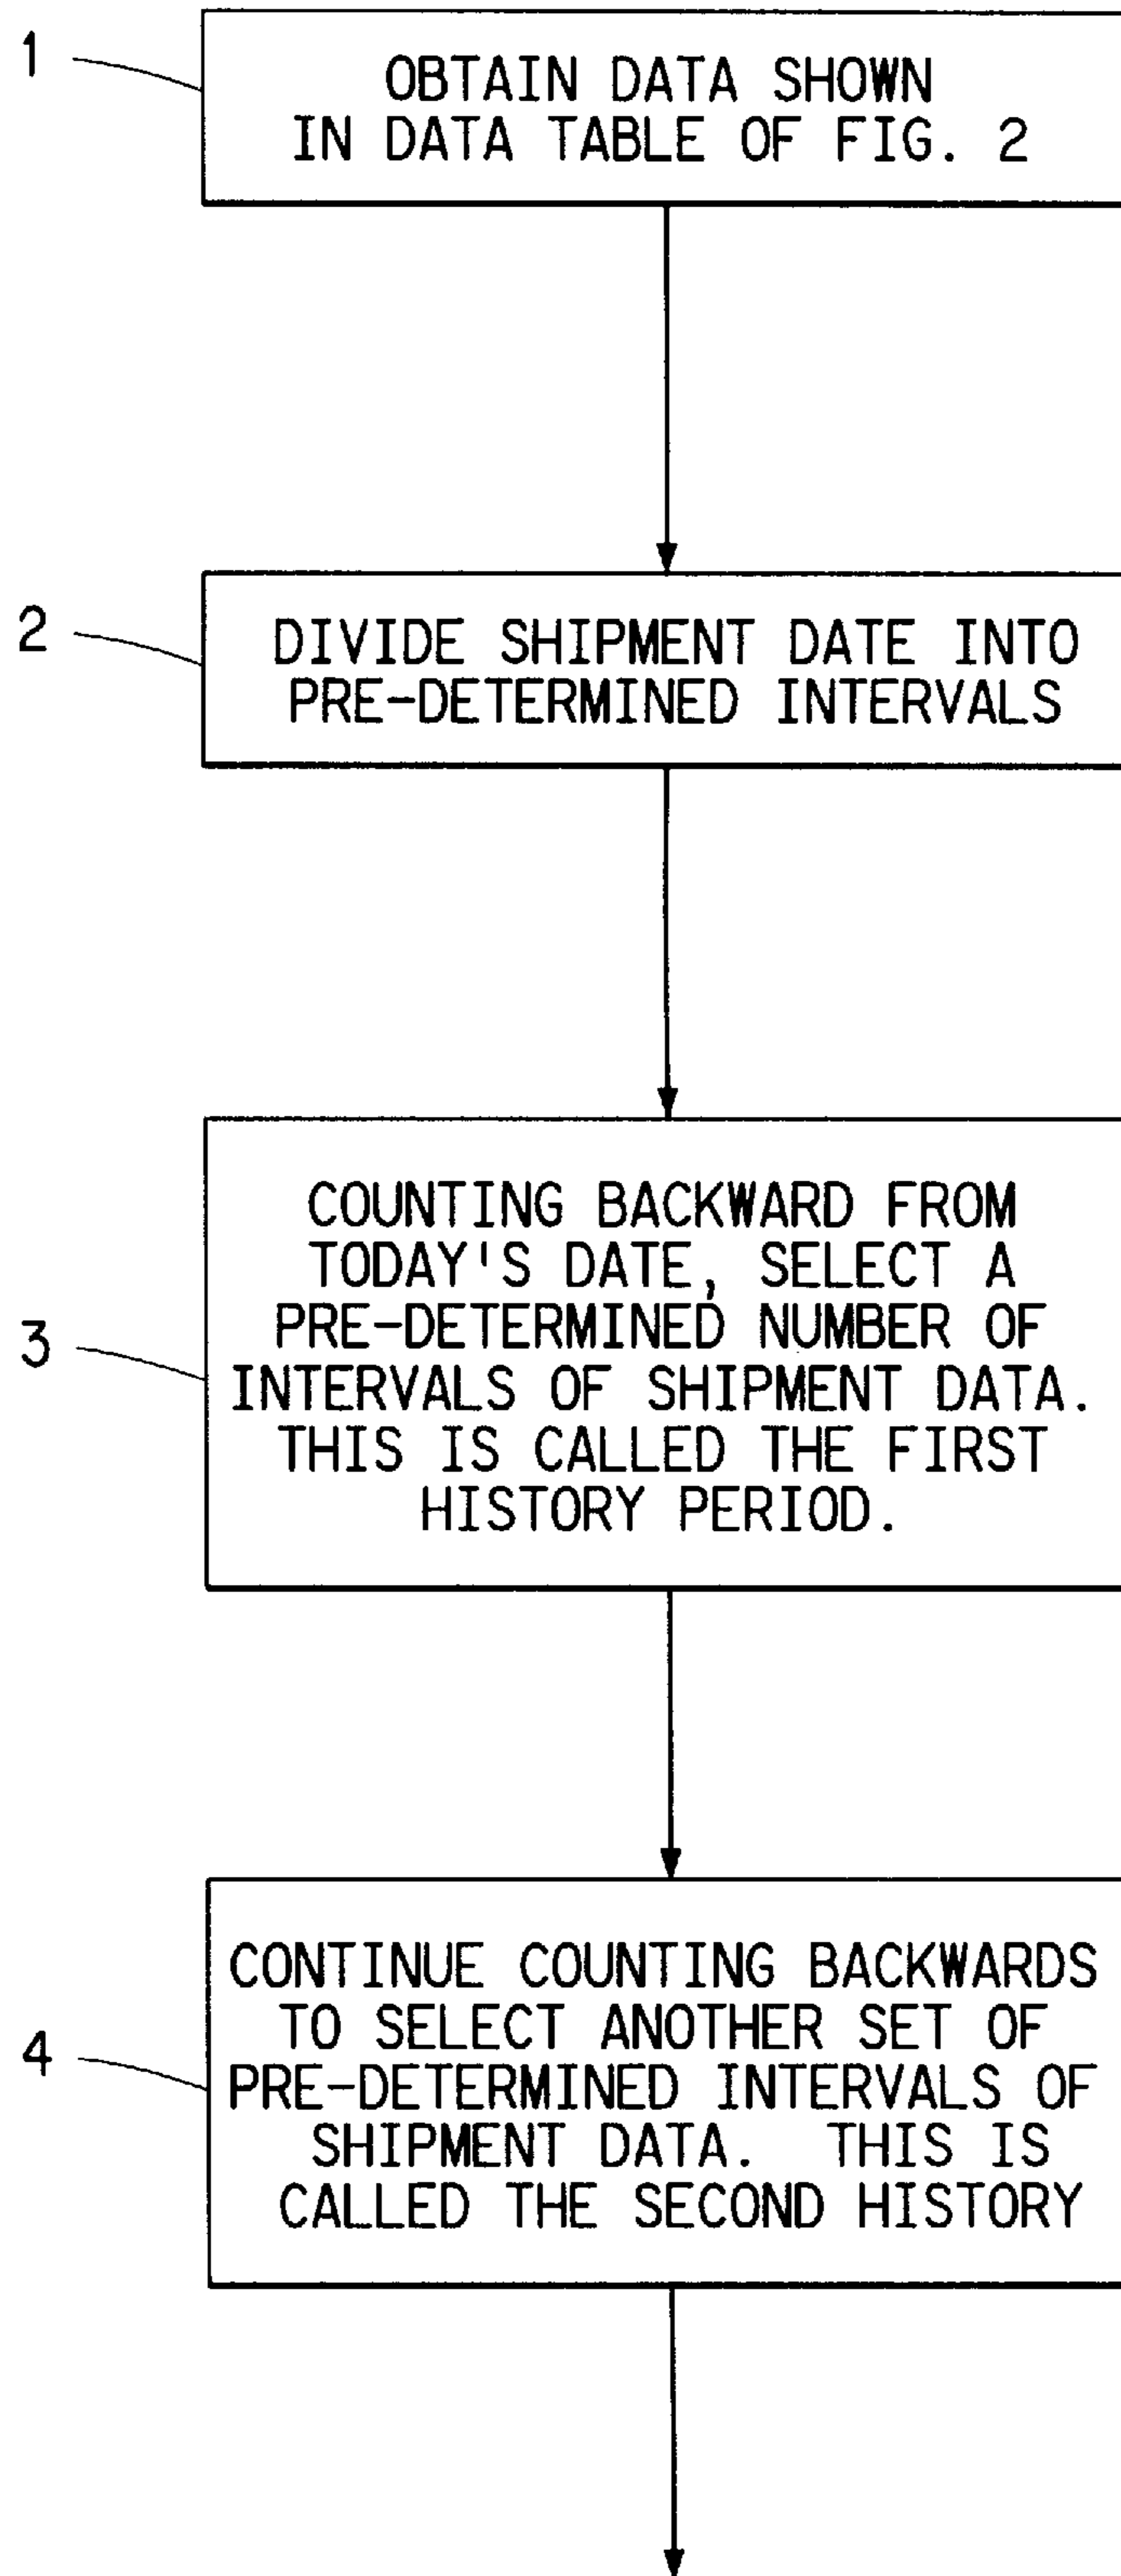 1
OBTAIN DATA SHOWN
IN DATA TABLE OF FIG. 2
2
DIVIDE SHIPMENT DATE INTO
PRE-DETERMINED INTERVALS
3
COUNTING BACKWARD FROM
TODAY'S DATE, SELECT A
PRE-DETERMINED NUMBER OF
INTERVALS OF SHIPMENT DATA.
THIS IS CALLED THE FIRST
HISTORY PERIOD.
4
CONTINUE COUNTING BACKWARDS
TO SELECT ANOTHER SET OF
PRE-DETERMINED INTERVALS OF
SHIPMENT DATA. THIS IS
CALLED THE SECOND HISTORY